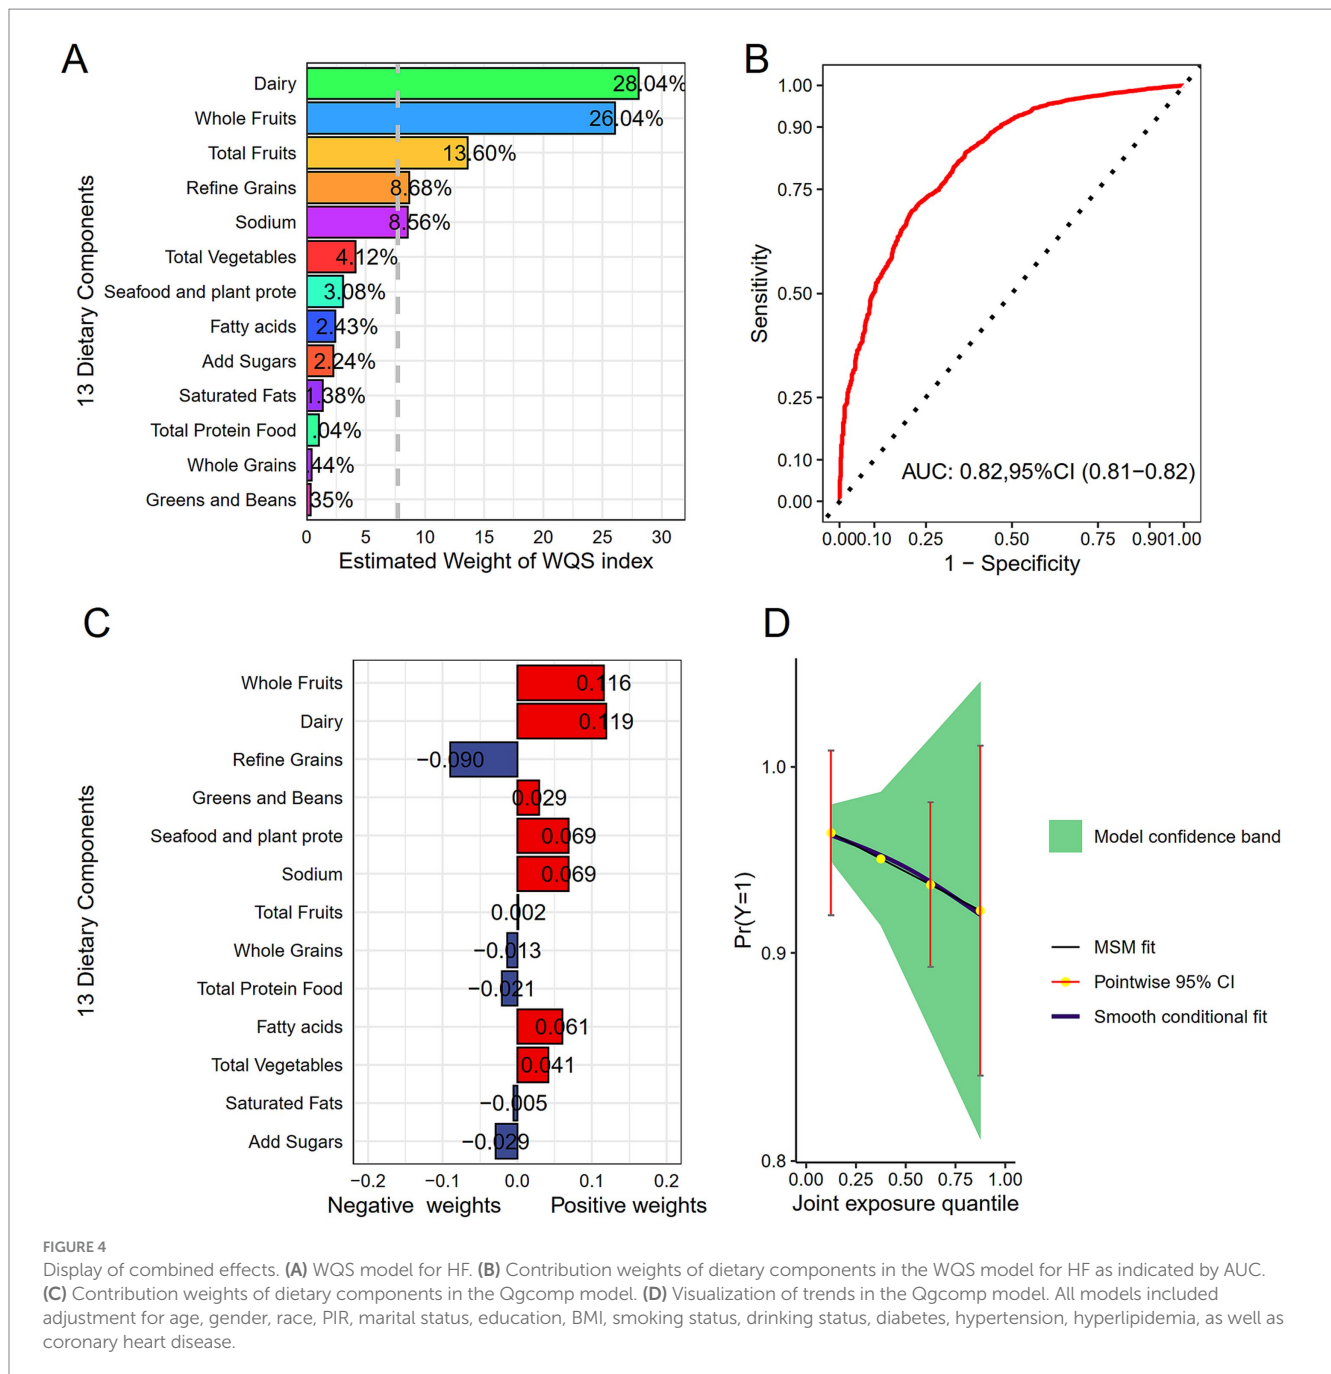 A
13 Dietary Components
Dairy 28.04%
Whole Fruits 26.04%
Total Fruits 13.60%
Refine Grains 8.68%
Sodium 8.56%
Total Vegetables 4.12%
Seafood and plant prote 3.08%
Fatty acids 2.43%
Add Sugars 2.24%
Saturated Fats 1.38%
Total Protein Food .04%
Whole Grains .44%
Greens and Beans .35%
0 5 10 15 20 25 30
Estimated Weight of WQS index
B
Sensitivity
1.00
0.90
0.75
0.50
0.25
0.10
0.00
AUC: 0.82,95%CI (0.81−0.82)
0.00 0.10 0.25 0.50 0.75 0.90 1.00
1 − Specificity
C
13 Dietary Components
Whole Fruits 0.116
Dairy 0.119
Refine Grains −0.090
Greens and Beans 0.029
Seafood and plant prote 0.069
Sodium 0.069
Total Fruits 0.002
Whole Grains −0.013
Total Protein Food −0.021
Fatty acids 0.061
Total Vegetables 0.041
Saturated Fats −0.005
Add Sugars −0.029
−0.2 −0.1 0.0 0.1 0.2
Negative weights Positive weights
D
Pr(Y=1)
1.0
0.9
0.8
0.00 0.25 0.50 0.75 1.00
Joint exposure quantile
Model confidence band
MSM fit
Pointwise 95% CI
Smooth conditional fit
FIGURE 4
Display of combined effects. (A) WQS model for HF. (B) Contribution weights of dietary components in the WQS model for HF as indicated by AUC.
(C) Contribution weights of dietary components in the Qgcomp model. (D) Visualization of trends in the Qgcomp model. All models included
adjustment for age, gender, race, PIR, marital status, education, BMI, smoking status, drinking status, diabetes, hypertension, hyperlipidemia, as well as
coronary heart disease.